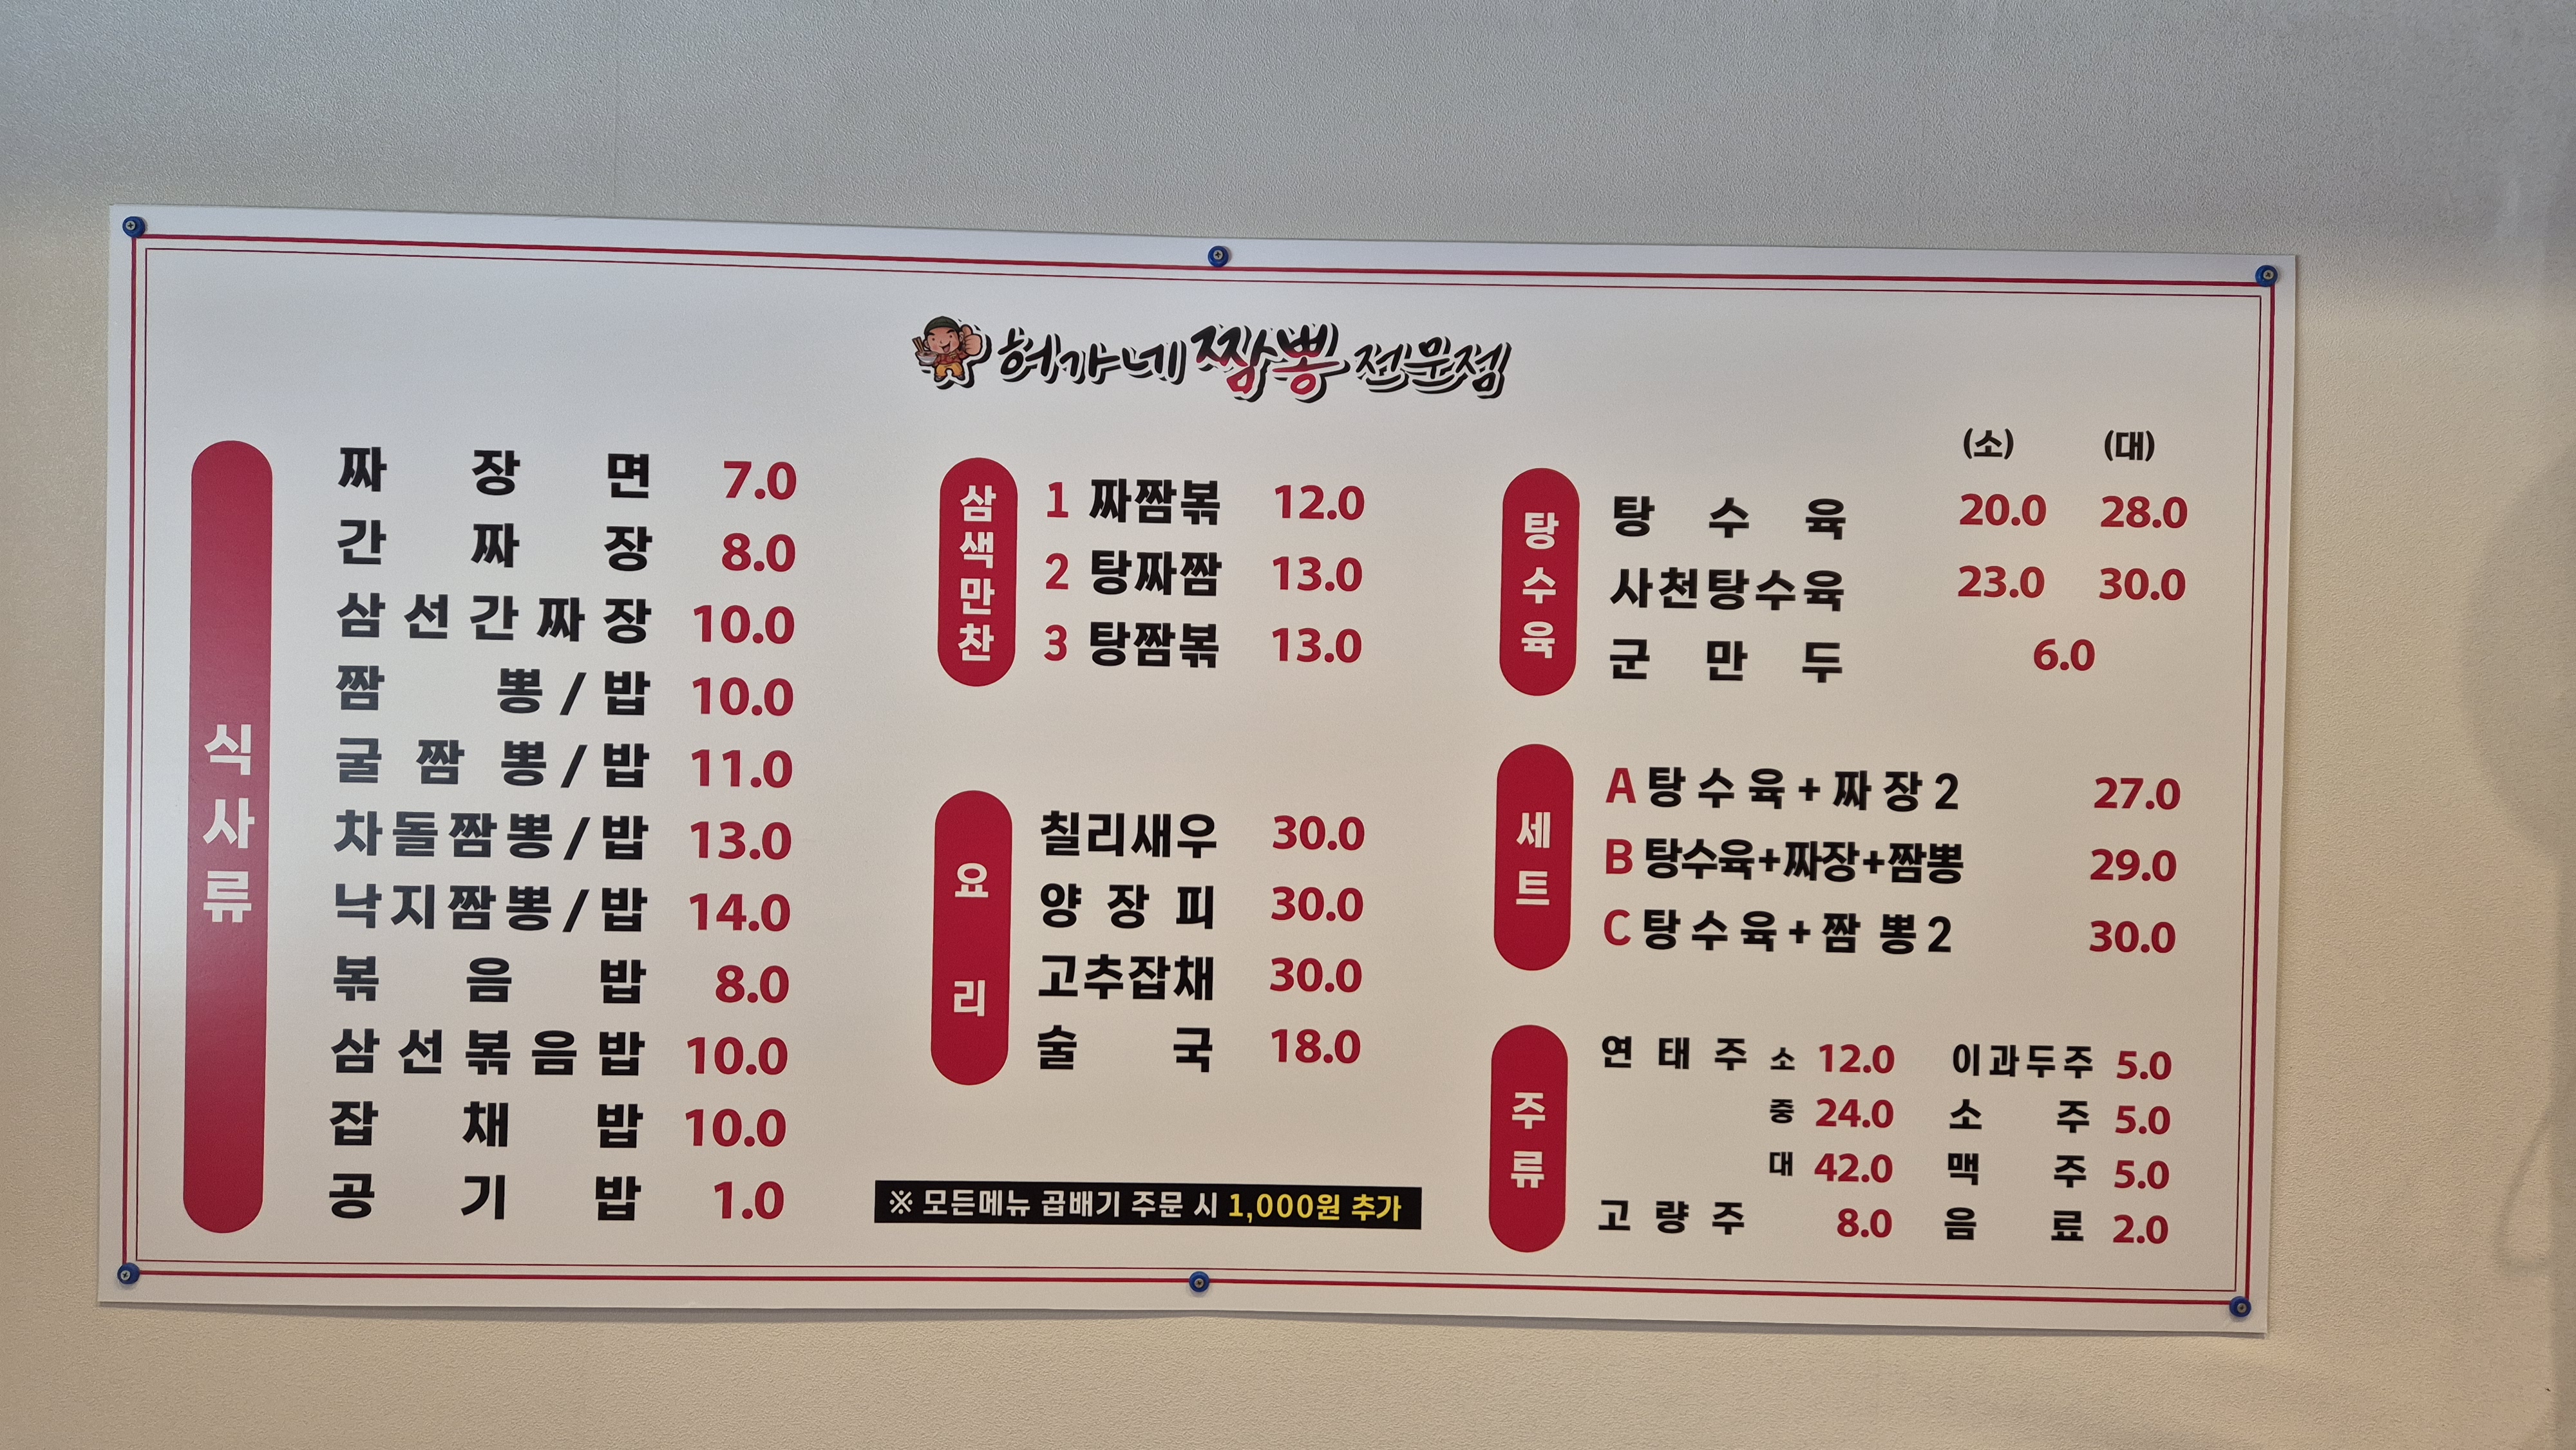 허가네 짬뽕 전문점
식사류
짜장면 7.0
간짜장 8.0
삼선간짜장 10.0
짬뽕/밥 10.0
굴짬뽕/밥 11.0
차돌짬뽕/밥 13.0
낙지짬뽕/밥 14.0
볶음밥 8.0
삼선볶음밥 10.0
잡채밥 10.0
공기밥 1.0
삼색만찬
1 짜짬볶 12.0
2 탕짜짬 13.0
3 탕짬볶 13.0
요리
칠리새우 30.0
양장피 30.0
고추잡채 30.0
술국 18.0
※ 모든메뉴 곱배기 주문 시 1,000원 추가
탕수육
(소) (대)
탕수육 20.0 28.0
사천탕수육 23.0 30.0
군만두 6.0
세트
A 탕수육+짜장2 27.0
B 탕수육+짜장+짬뽕 29.0
C 탕수육+짬뽕2 30.0
주류
연태주 소 12.0 이과두주 5.0
중 24.0 소주 5.0
대 42.0 맥주 5.0
고량주 8.0 음료 2.0